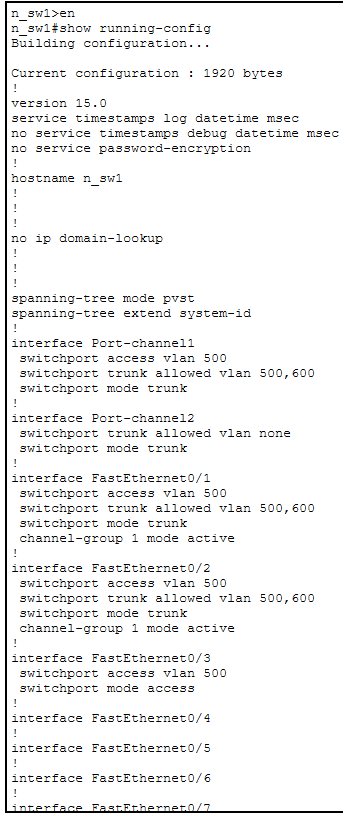 n_sw1>en
n_sw1#show running-config
Building configuration...
Current configuration : 1920 bytes
!
version 15.0
service timestamps log datetime msec
no service timestamps debug datetime msec
no service password-encryption
!
hostname n_sw1
!
!
!
no ip domain-lookup
!
!
!
spanning-tree mode pvst
spanning-tree extend system-id
!
interface Port-channel1
 switchport access vlan 500
 switchport trunk allowed vlan 500,600
 switchport mode trunk
!
interface Port-channel2
 switchport trunk allowed vlan none
 switchport mode trunk
!
interface FastEthernet0/1
 switchport access vlan 500
 switchport trunk allowed vlan 500,600
 switchport mode trunk
 channel-group 1 mode active
!
interface FastEthernet0/2
 switchport access vlan 500
 switchport trunk allowed vlan 500,600
 switchport mode trunk
 channel-group 1 mode active
!
interface FastEthernet0/3
 switchport access vlan 500
 switchport mode access
!
interface FastEthernet0/4
!
interface FastEthernet0/5
!
interface FastEthernet0/6
!
interface FastEthernet0/7